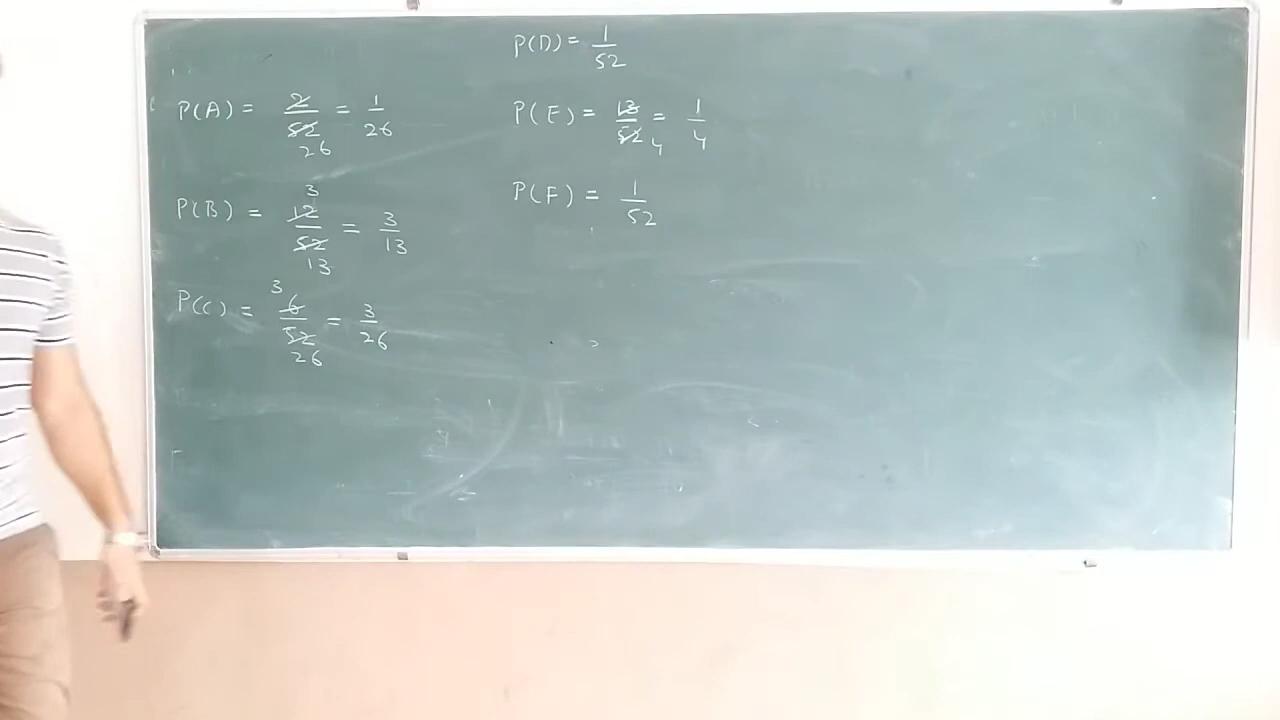 P(A) = 2/52 26 = 1/26
P(B) = 3 12/52 13 = 3/13
P(C) = 3 6/52 26 = 3/26
P(D) = 1/52
P(E) = 13/52 4 = 1/4
P(F) = 1/52